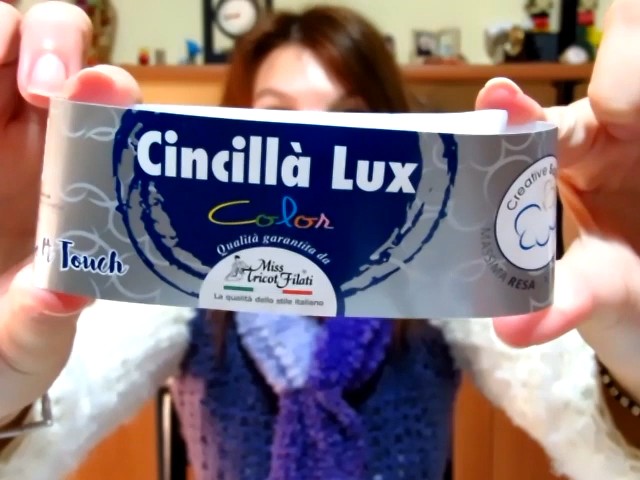 Cincillà Lux
Color
Qualità garantita da
Miss
Tricot Filati
La qualità dello stile italiano
Touch
Creative
MASSIMA RESA